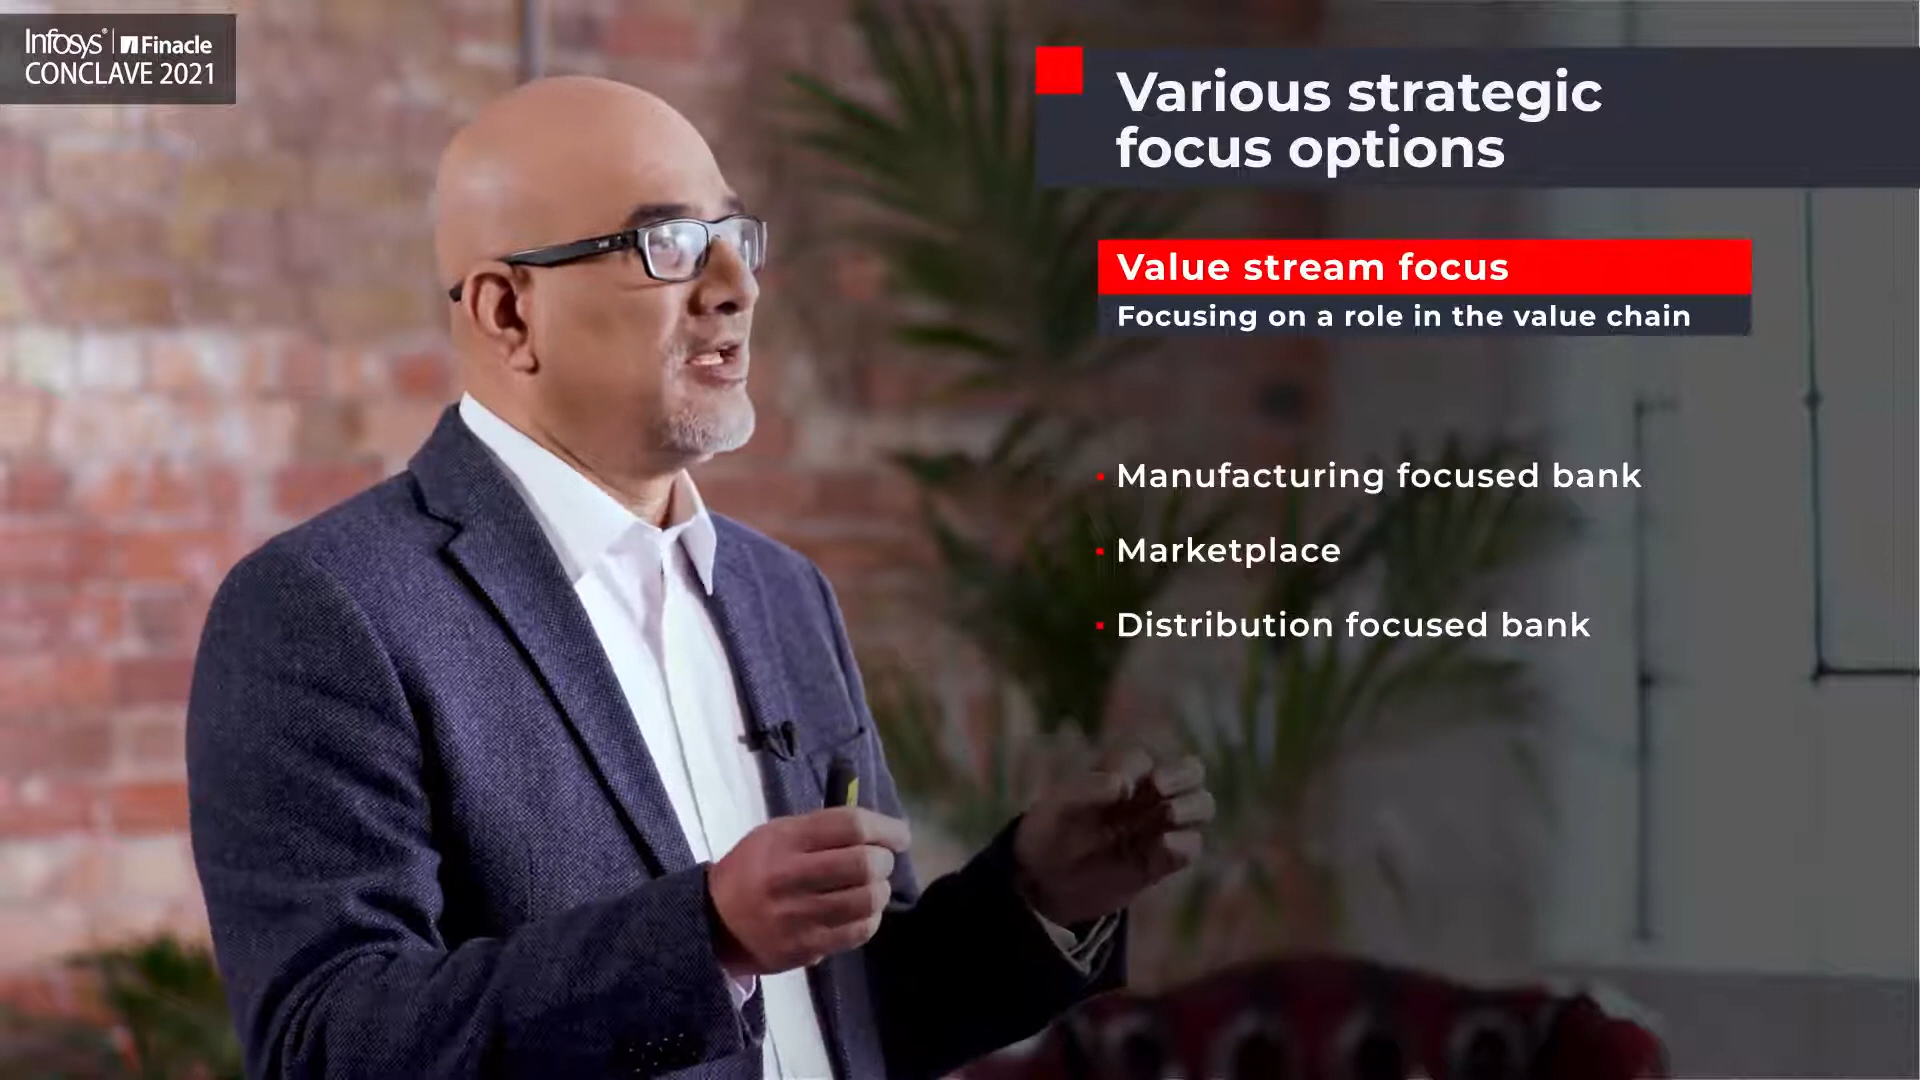 Infosys® | Finacle
CONCLAVE 2021
Various strategic
focus options
Value stream focus
Focusing on a role in the value chain
Manufacturing focused bank
Marketplace
Distribution focused bank